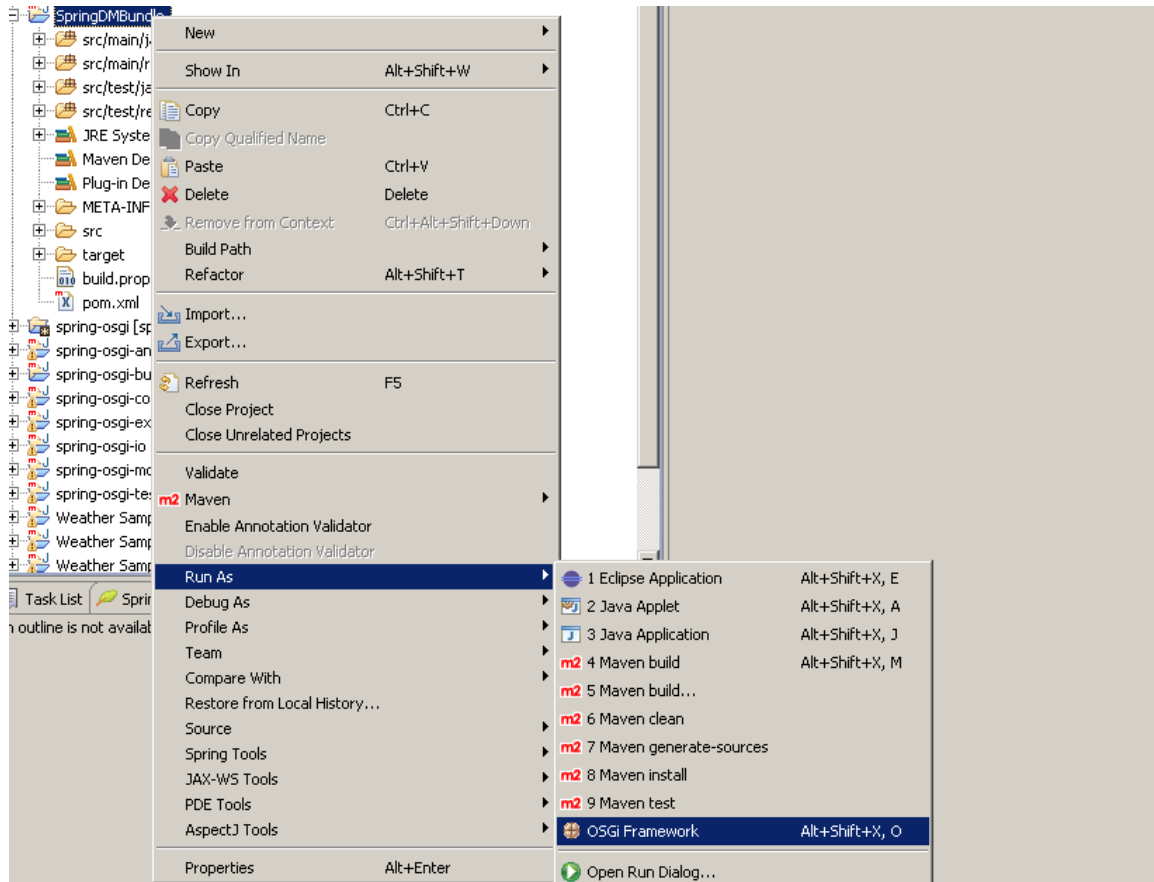 SpringDMBundle
src/main/j
src/main/r
src/test/ja
src/test/re
JRE Syste
Maven De
Plug-in De
META-INF
src
target
build.prop
pom.xml
spring-osgi [sp
spring-osgi-an
spring-osgi-bu
spring-osgi-co
spring-osgi-ex
spring-osgi-io
spring-osgi-mo
spring-osgi-tes
Weather Samp
Weather Samp
Weather Samp
Task List Sprin
n outline is not availab
New
Show In Alt+Shift+W
Copy Ctrl+C
Copy Qualified Name
Paste Ctrl+V
Delete Delete
Remove from Context Ctrl+Alt+Shift+Down
Build Path
Refactor Alt+Shift+T
Import...
Export...
Refresh F5
Close Project
Close Unrelated Projects
Validate
m2 Maven
Enable Annotation Validator
Disable Annotation Validator
Run As
Debug As
Profile As
Team
Compare With
Restore from Local History...
Source
Spring Tools
JAX-WS Tools
PDE Tools
AspectJ Tools
Properties Alt+Enter
1 Eclipse Application Alt+Shift+X, E
2 Java Applet Alt+Shift+X, A
3 Java Application Alt+Shift+X, J
m2 4 Maven build Alt+Shift+X, M
m2 5 Maven build...
m2 6 Maven clean
m2 7 Maven generate-sources
m2 8 Maven install
m2 9 Maven test
OSGi Framework Alt+Shift+X, O
Open Run Dialog...